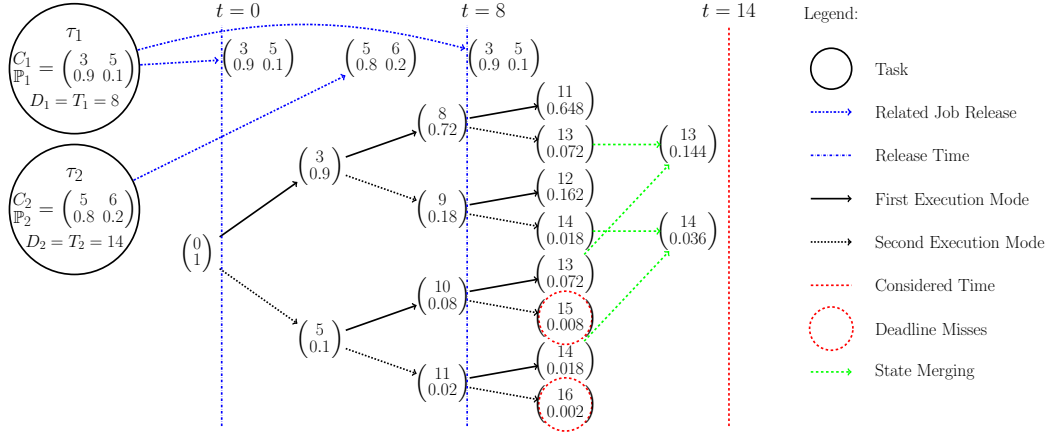 t = 0
t = 8
t = 14
Legend:
τ1
C1 3 5
ℙ1 = 0.9 0.1
D1 = T1 = 8
3 5
0.9 0.1
5 6
0.8 0.2
3 5
0.9 0.1
τ2
C2 5 6
ℙ2 = 0.8 0.2
D2 = T2 = 14
0
1
3
0.9
5
0.1
8
0.72
9
0.18
10
0.08
11
0.02
11
0.648
13
0.072
12
0.162
14
0.018
13
0.072
15
0.008
14
0.018
16
0.002
13
0.144
14
0.036
Task
Related Job Release
Release Time
First Execution Mode
Second Execution Mode
Considered Time
Deadline Misses
State Merging